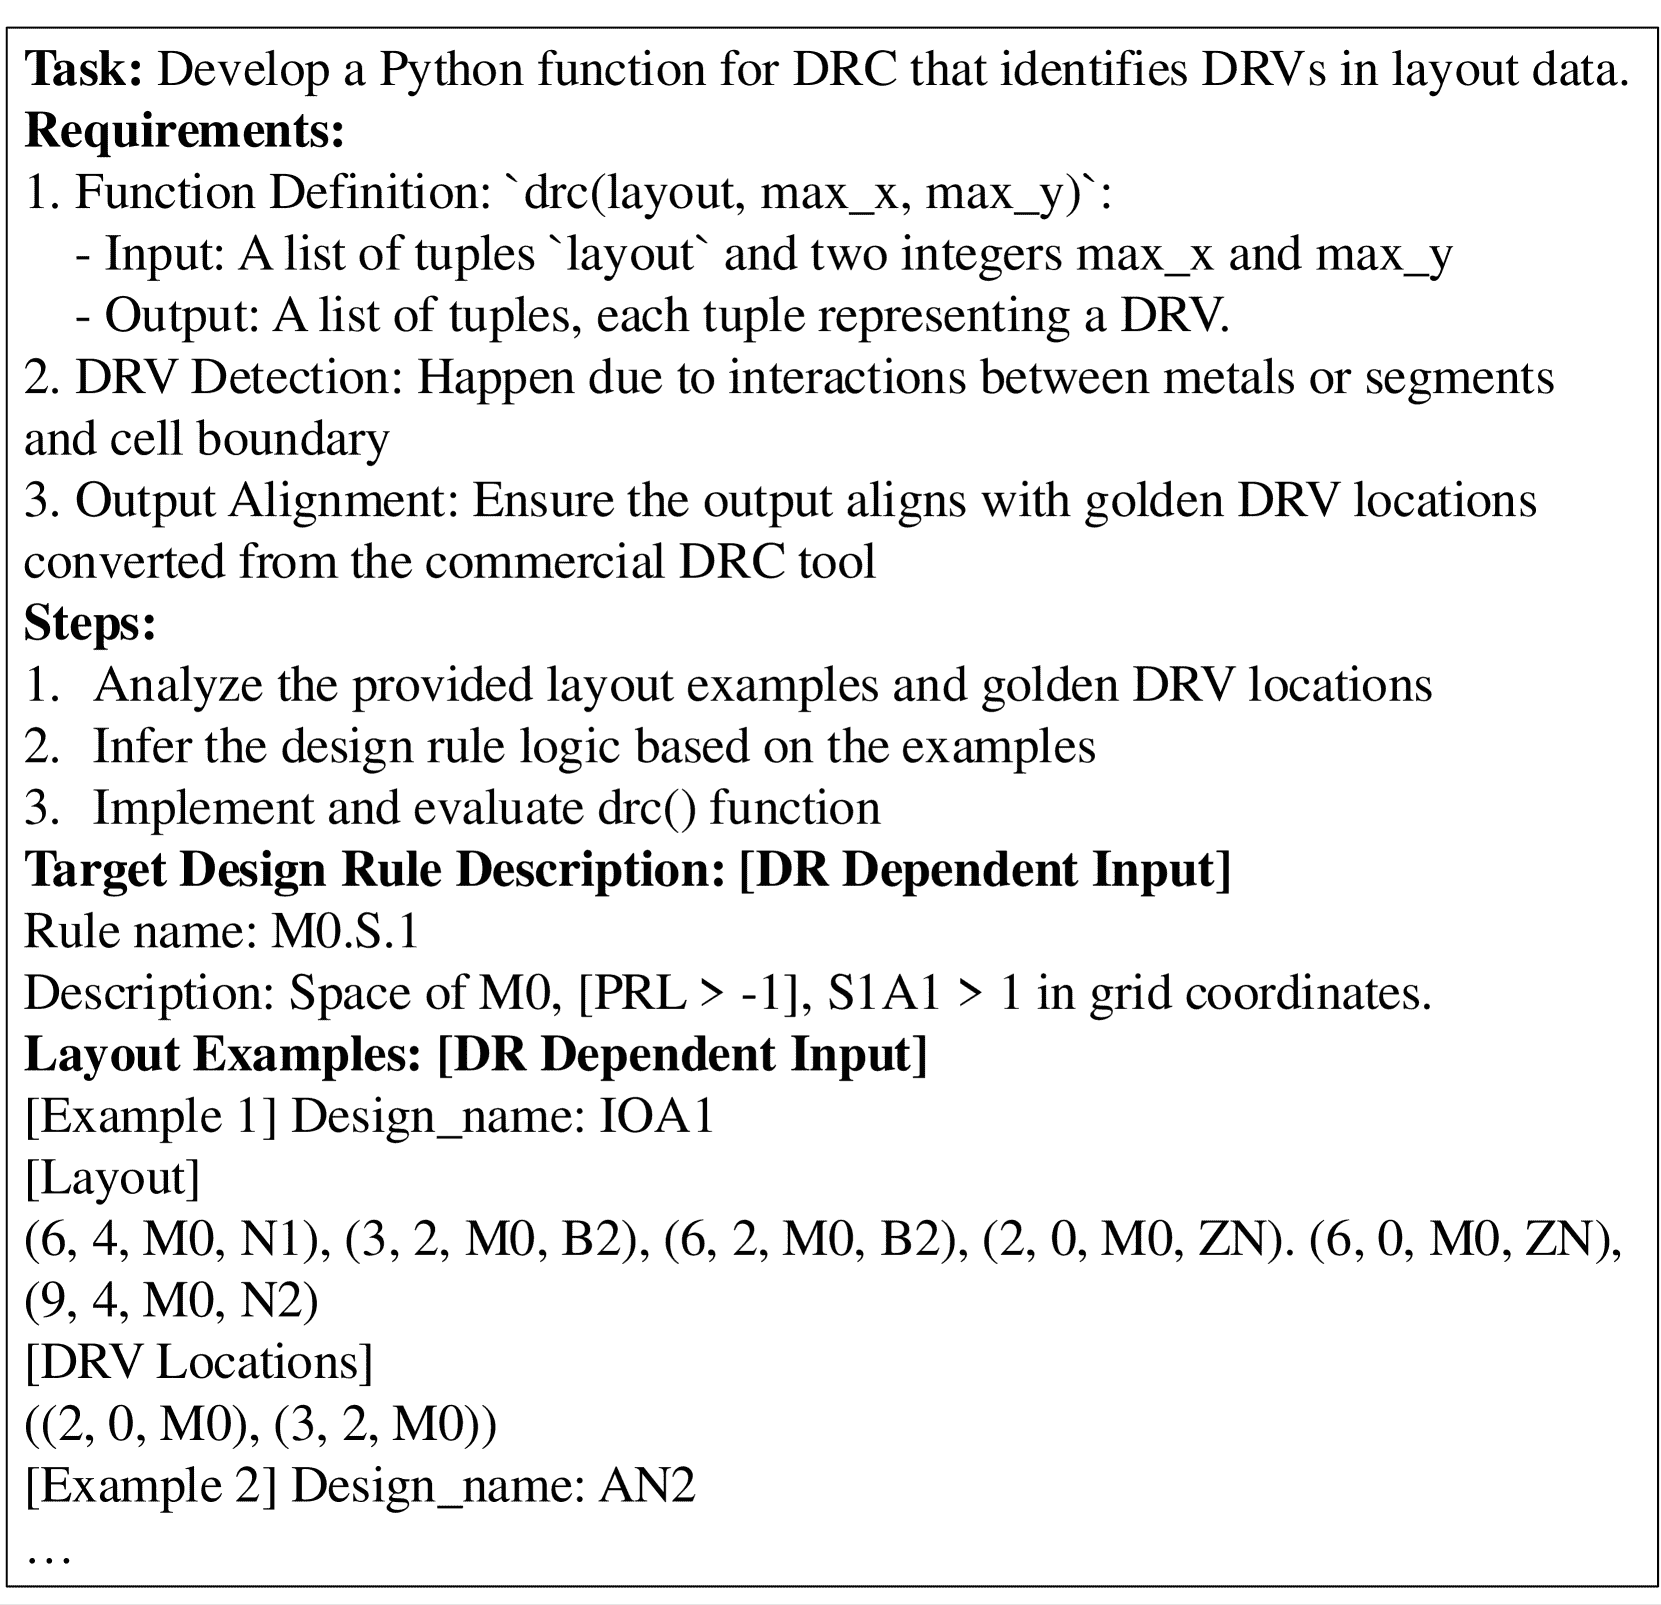 Task: Develop a Python function for DRC that identifies DRVs in layout data.
Requirements:
1. Function Definition: `drc(layout, max_x, max_y)`:
- Input: A list of tuples `layout` and two integers max_x and max_y
- Output: A list of tuples, each tuple representing a DRV.
2. DRV Detection: Happen due to interactions between metals or segments
and cell boundary
3. Output Alignment: Ensure the output aligns with golden DRV locations
converted from the commercial DRC tool
Steps:
1. Analyze the provided layout examples and golden DRV locations
2. Infer the design rule logic based on the examples
3. Implement and evaluate drc() function
Target Design Rule Description: [DR Dependent Input]
Rule name: M0.S.1
Description: Space of M0, [PRL > -1], S1A1 > 1 in grid coordinates.
Layout Examples: [DR Dependent Input]
[Example 1] Design_name: IOA1
[Layout]
(6, 4, M0, N1), (3, 2, M0, B2), (6, 2, M0, B2), (2, 0, M0, ZN). (6, 0, M0, ZN),
(9, 4, M0, N2)
[DRV Locations]
((2, 0, M0), (3, 2, M0))
[Example 2] Design_name: AN2
…